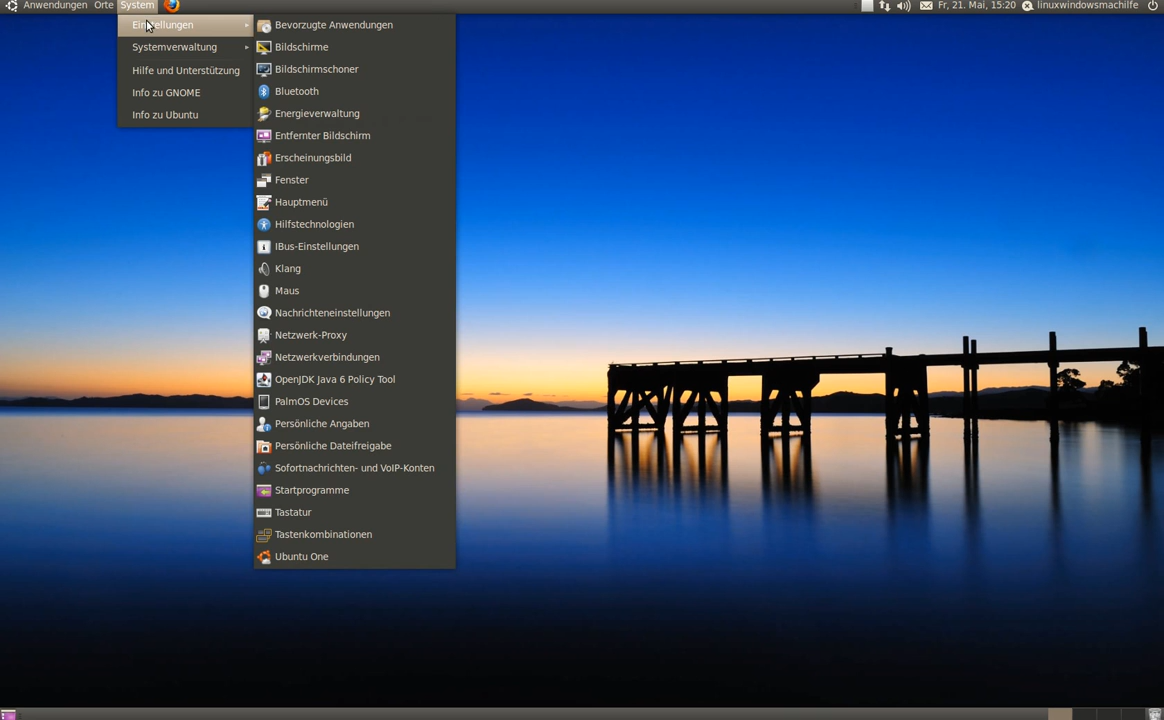 Anwendungen Orte System Fr, 21. Mai, 15:20 linuxwindowsmachilfe
Einstellungen
Systemverwaltung
Hilfe und Unterstützung
Info zu GNOME
Info zu Ubuntu
Bevorzugte Anwendungen
Bildschirme
Bildschirmschoner
Bluetooth
Energieverwaltung
Entfernter Bildschirm
Erscheinungsbild
Fenster
Hauptmenü
Hilfstechnologien
IBus-Einstellungen
Klang
Maus
Nachrichteneinstellungen
Netzwerk-Proxy
Netzwerkverbindungen
OpenJDK Java 6 Policy Tool
PalmOS Devices
Persönliche Angaben
Persönliche Dateifreigabe
Sofortnachrichten- und VoIP-Konten
Startprogramme
Tastatur
Tastenkombinationen
Ubuntu One